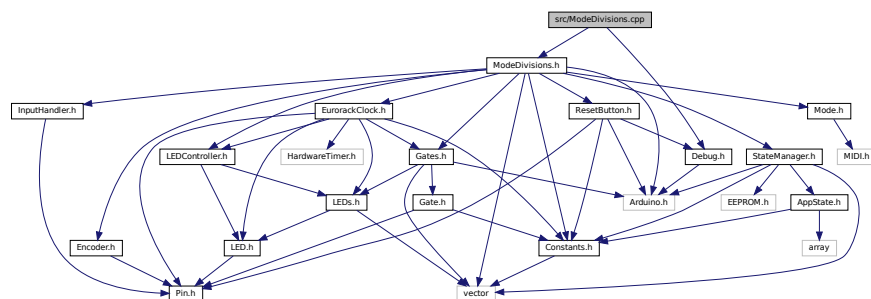 src/ModeDivisions.cpp
ModeDivisions.h
InputHandler.h
EurorackClock.h
ResetButton.h
Mode.h
LEDController.h
HardwareTimer.h
Gates.h
Debug.h
StateManager.h
MIDI.h
LEDs.h
Gate.h
Arduino.h
EEPROM.h
AppState.h
Encoder.h
LED.h
Constants.h
array
Pin.h
vector